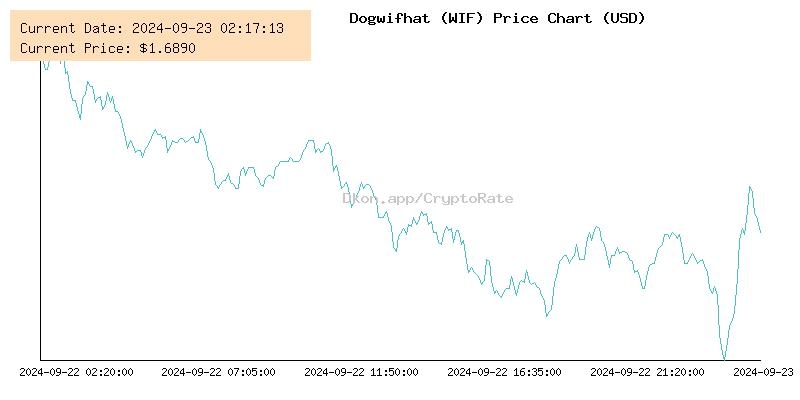 Dogwifhat (WIF) Price Chart (USD)
Current Date: 2024-09-23 02:17:13
Current Price: $1.6890
DKon.app/CryptoRate
2024-09-22 02:20:00 2024-09-22 07:05:00 2024-09-22 11:50:00 2024-09-22 16:35:00 2024-09-22 21:20:00 2024-09-23